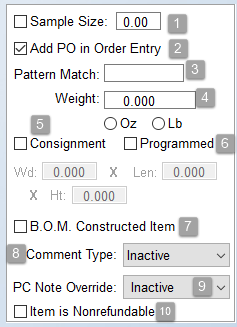 Sample Size: 0.00 1
Add PO in Order Entry 2
Pattern Match: 3
Weight: 0.000 4
Oz Lb
5
Consignment Programmed 6
Wd: 0.000 X Len: 0.000
X Ht: 0.000
B.O.M. Constructed Item 7
8 Comment Type: Inactive
PC Note Override: Inactive 9
Item is Nonrefundable 10